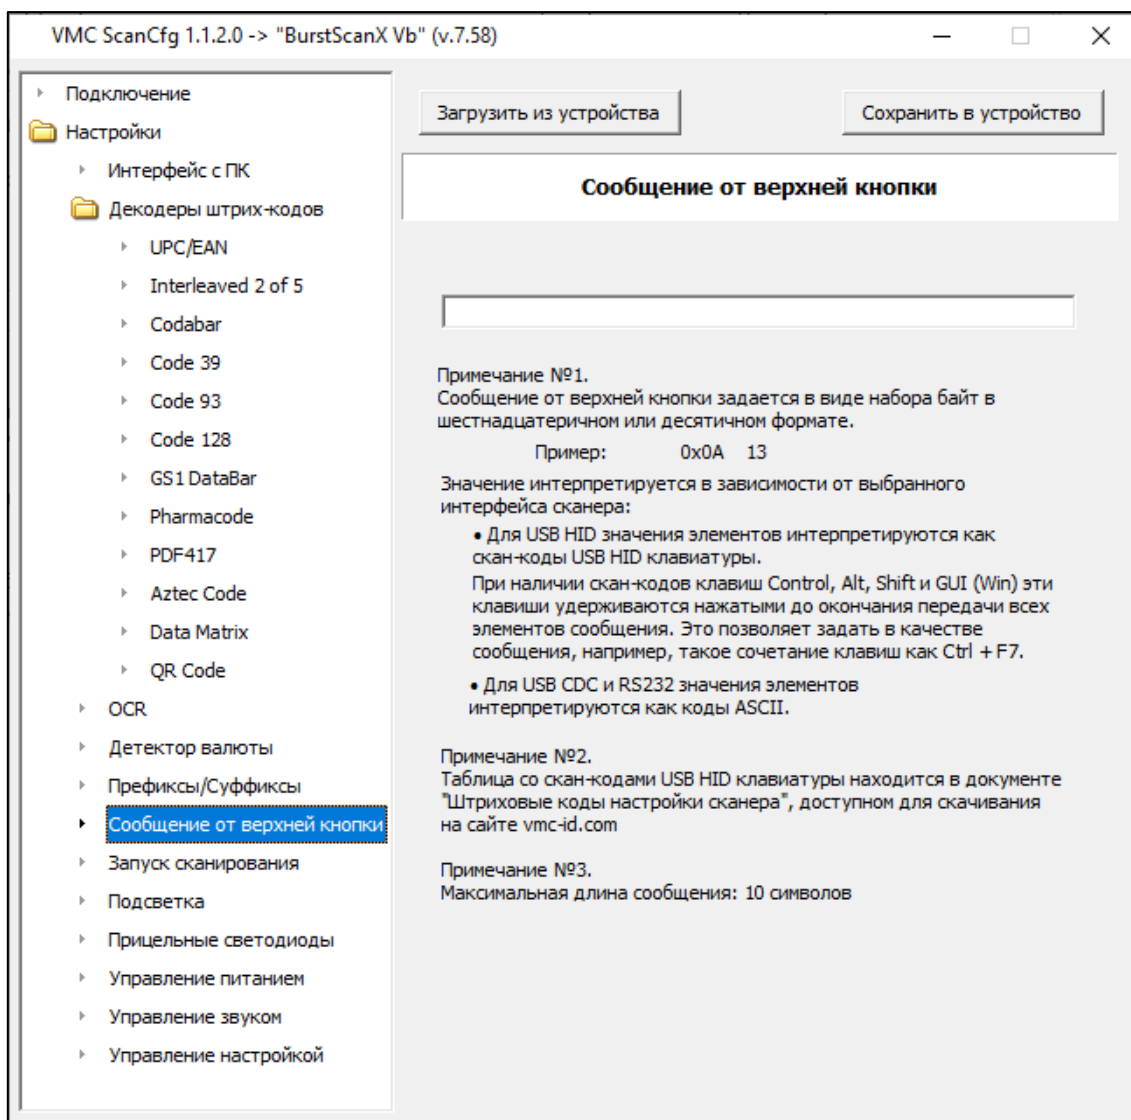 VMC ScanCfg 1.1.2.0 -> "BurstScanX Vb" (v.7.58)
Подключение
Настройки
Интерфейс с ПК
Декодеры штрих-кодов
UPC/EAN
Interleaved 2 of 5
Codabar
Code 39
Code 93
Code 128
GS1 DataBar
Pharmacode
PDF417
Aztec Code
Data Matrix
QR Code
OCR
Детектор валюты
Префиксы/Суффиксы
Сообщение от верхней кнопки
Запуск сканирования
Подсветка
Прицельные светодиоды
Управление питанием
Управление звуком
Управление настройкой
Загрузить из устройства
Сохранить в устройство
Сообщение от верхней кнопки
Примечание №1.
Сообщение от верхней кнопки задается в виде набора байт в
шестнадцатеричном или десятичном формате.
Пример: 0x0A 13
Значение интерпретируется в зависимости от выбранного
интерфейса сканера:
• Для USB HID значения элементов интерпретируются как
скан-коды USB HID клавиатуры.
При наличии скан-кодов клавиш Control, Alt, Shift и GUI (Win) эти
клавиши удерживаются нажатыми до окончания передачи всех
элементов сообщения. Это позволяет задать в качестве
сообщения, например, такое сочетание клавиш как Ctrl + F7.
• Для USB CDC и RS232 значения элементов
интерпретируются как коды ASCII.
Примечание №2.
Таблица со скан-кодами USB HID клавиатуры находится в документе
"Штриховые коды настройки сканера", доступном для скачивания
на сайте vmc-id.com
Примечание №3.
Максимальная длина сообщения: 10 символов